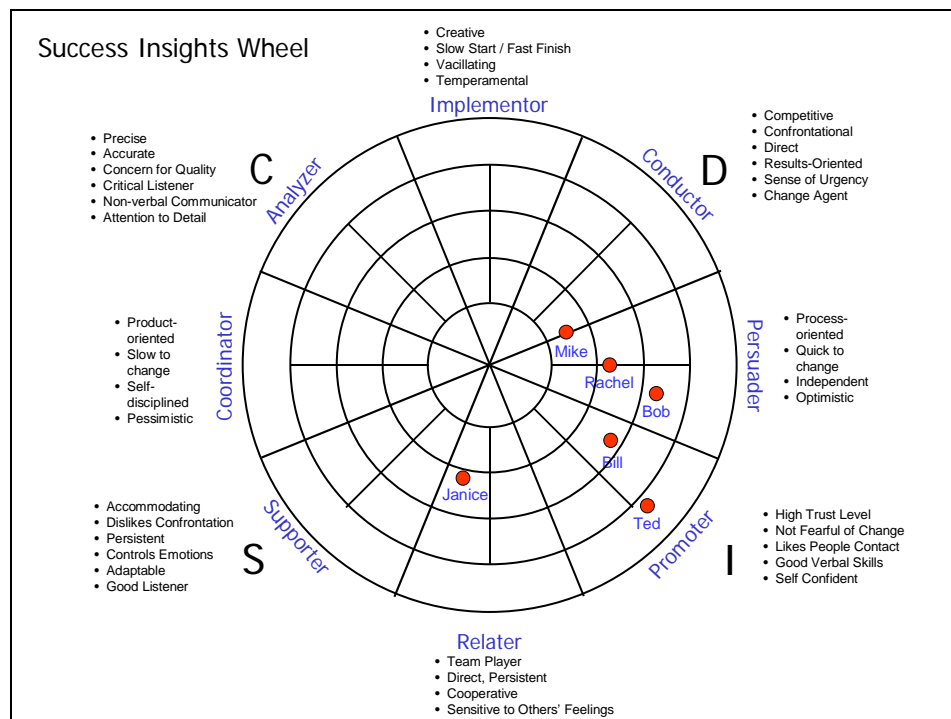 Success Insights Wheel
• Creative
• Slow Start / Fast Finish
• Vacillating
• Temperamental
Implementor
• Precise
• Accurate
• Concern for Quality
• Critical Listener
• Non-verbal Communicator
• Attention to Detail
C
Analyzer
Conductor
D
• Competitive
• Confrontational
• Direct
• Results-Oriented
• Sense of Urgency
• Change Agent
• Product-
oriented
• Slow to
change
• Self-
disciplined
• Pessimistic
Coordinator
Mike
Rachel
Bob
Bill
Janice
Ted
Persuader
• Process-
oriented
• Quick to
change
• Independent
• Optimistic
• Accommodating
• Dislikes Confrontation
• Persistent
• Controls Emotions
• Adaptable
• Good Listener
S
Supporter
Promoter
I
• High Trust Level
• Not Fearful of Change
• Likes People Contact
• Good Verbal Skills
• Self Confident
Relater
• Team Player
• Direct, Persistent
• Cooperative
• Sensitive to Others' Feelings